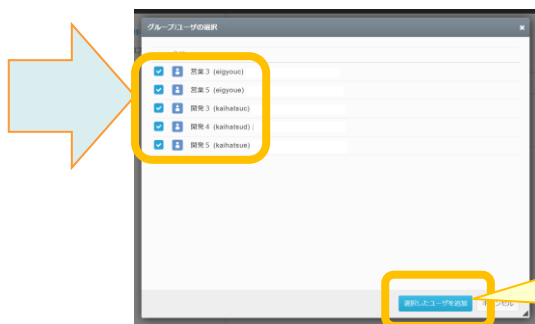 グループ/ユーザの選択
営業3 (eigyouc)
営業5 (eigyoue)
開発3 (kaihatsuc)
開発4 (kaihatsud)
開発5 (kaihatsue)
選択したユーザを追加